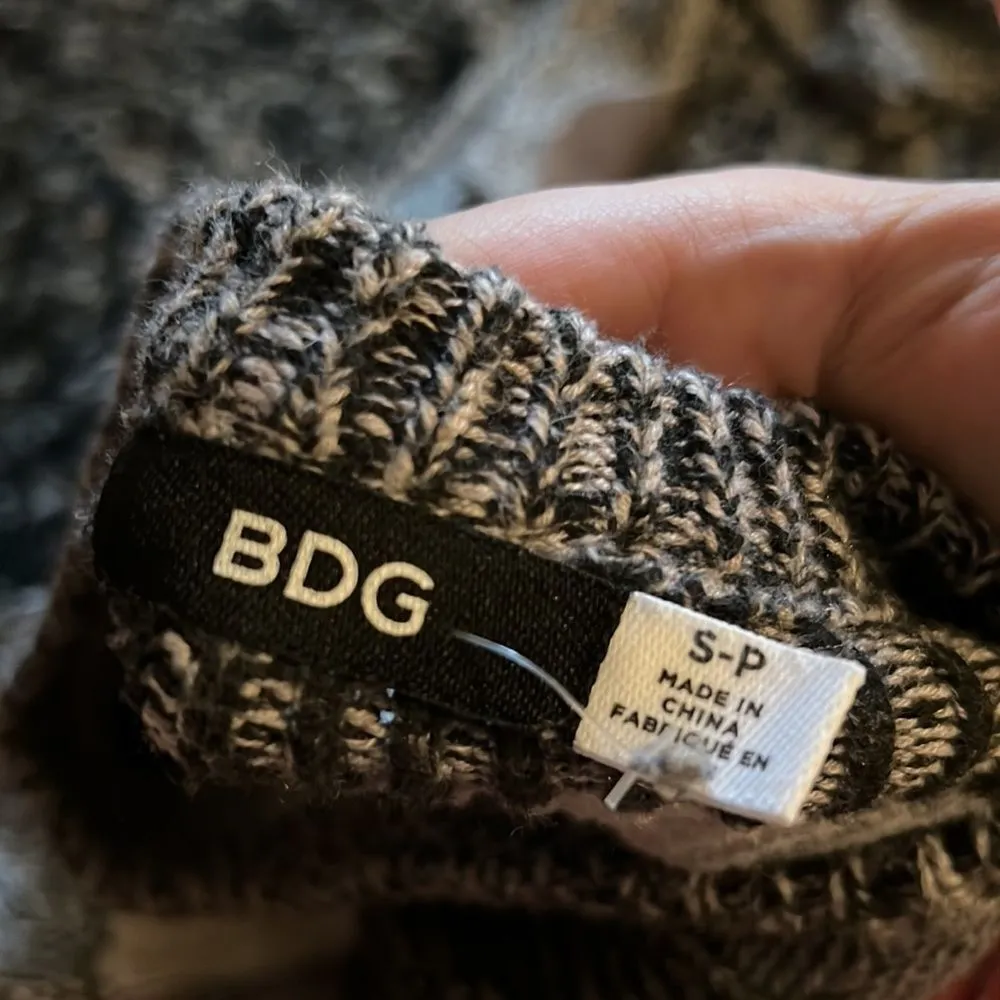 BDG
S-P
MADE IN
CHINA
FABRIQUÉ EN